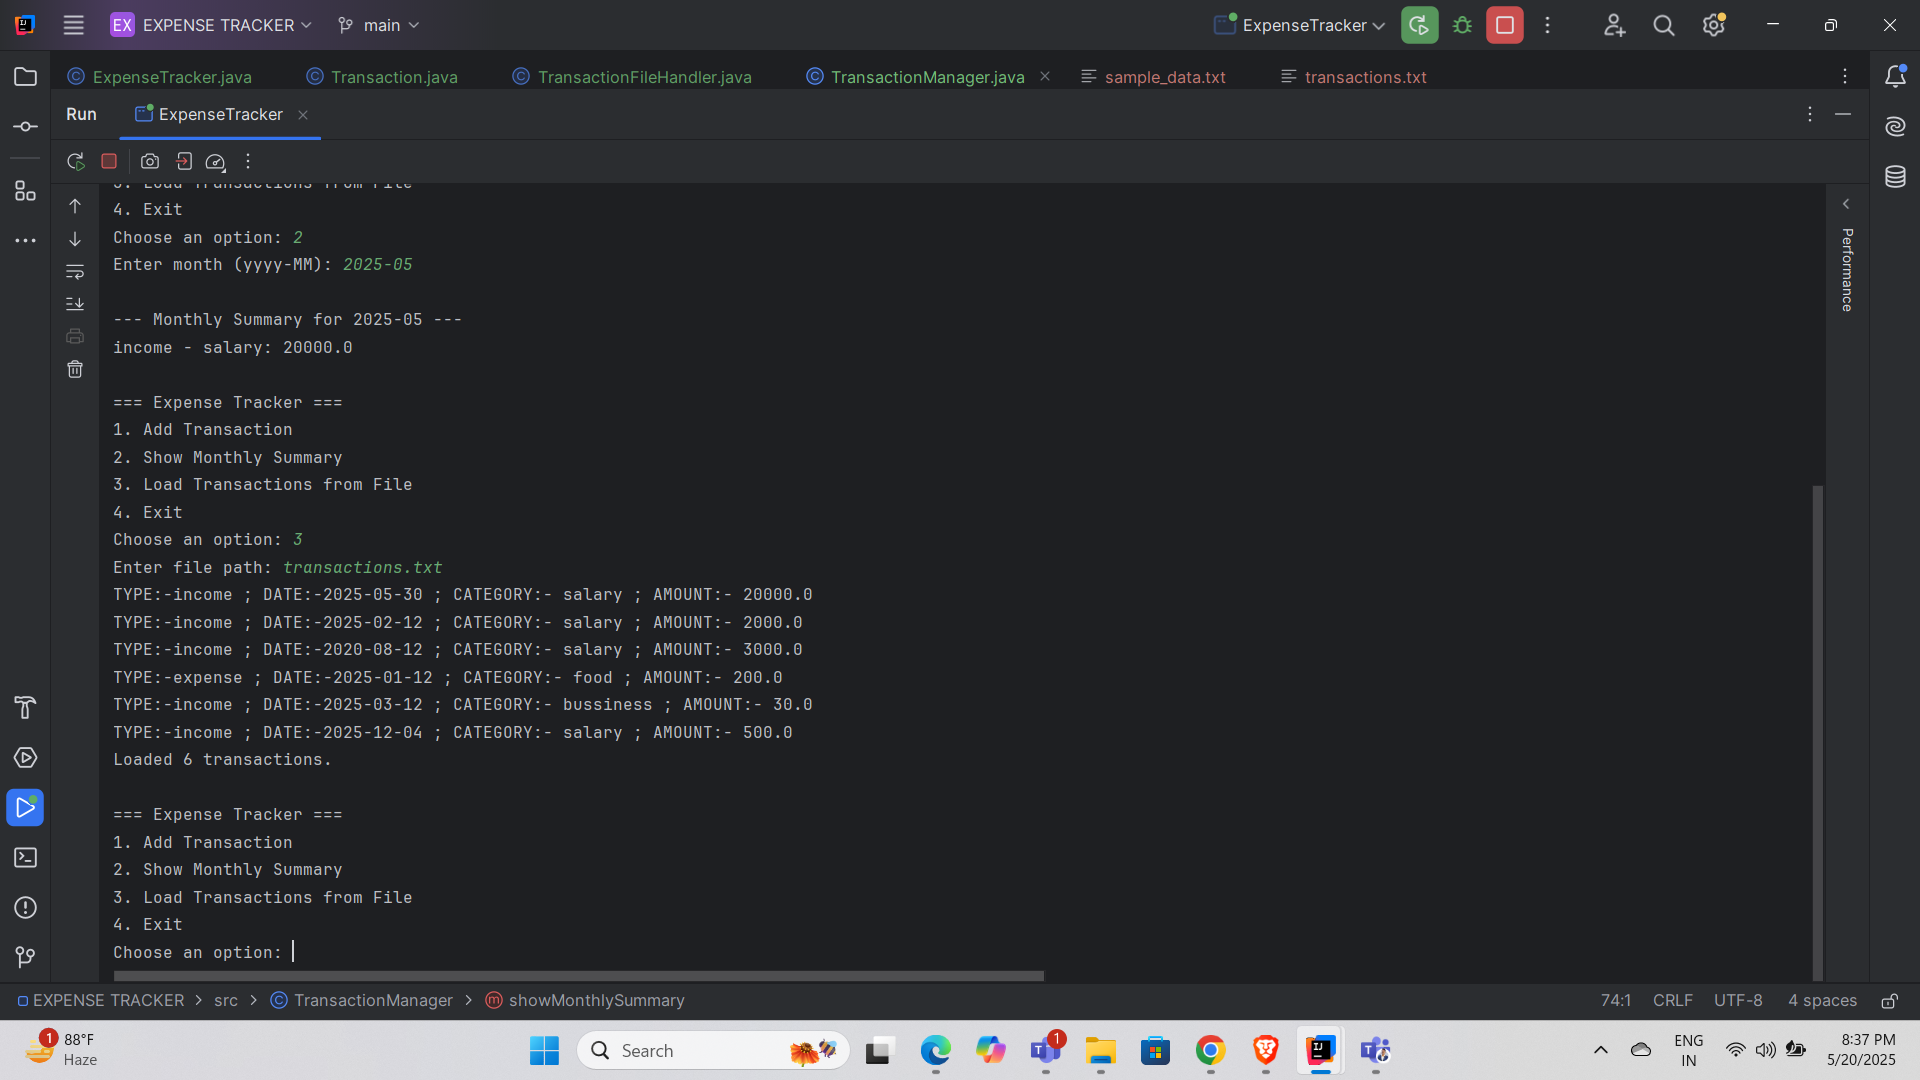 EX EXPENSE TRACKER main ExpenseTracker
ExpenseTracker.java Transaction.java TransactionFileHandler.java TransactionManager.java sample_data.txt transactions.txt
Run ExpenseTracker
3. Load Transactions from File
4. Exit
Choose an option: 2
Enter month (yyyy-MM): 2025-05
--- Monthly Summary for 2025-05 ---
income - salary: 20000.0
=== Expense Tracker ===
1. Add Transaction
2. Show Monthly Summary
3. Load Transactions from File
4. Exit
Choose an option: 3
Enter file path: transactions.txt
TYPE:-income ; DATE:-2025-05-30 ; CATEGORY:- salary ; AMOUNT:- 20000.0
TYPE:-income ; DATE:-2025-02-12 ; CATEGORY:- salary ; AMOUNT:- 2000.0
TYPE:-income ; DATE:-2020-08-12 ; CATEGORY:- salary ; AMOUNT:- 3000.0
TYPE:-expense ; DATE:-2025-01-12 ; CATEGORY:- food ; AMOUNT:- 200.0
TYPE:-income ; DATE:-2025-03-12 ; CATEGORY:- bussiness ; AMOUNT:- 30.0
TYPE:-income ; DATE:-2025-12-04 ; CATEGORY:- salary ; AMOUNT:- 500.0
Loaded 6 transactions.
=== Expense Tracker ===
1. Add Transaction
2. Show Monthly Summary
3. Load Transactions from File
4. Exit
Choose an option:
Performance
EXPENSE TRACKER > src > TransactionManager > showMonthlySummary 74:1 CRLF UTF-8 4 spaces
1 88°F
Haze
Search
1
ENG
IN
8:37 PM
5/20/2025